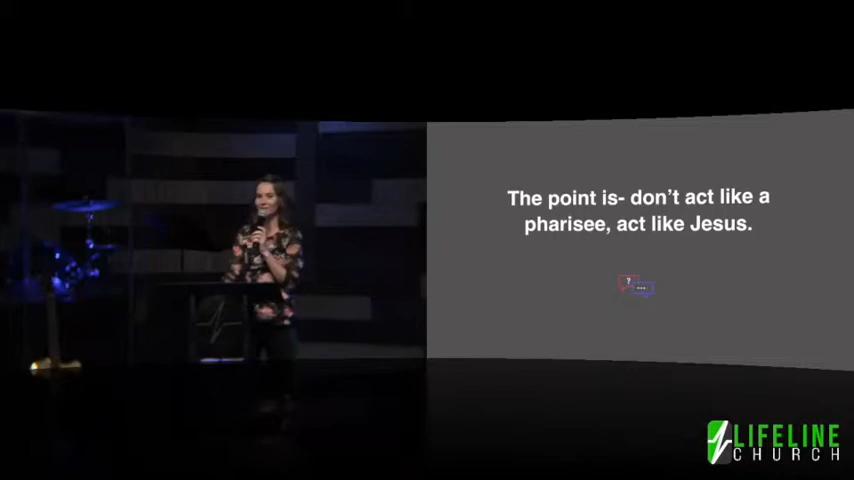 The point is- don't act like a
pharisee, act like Jesus.
?
...
LIFELINE
CHURCH